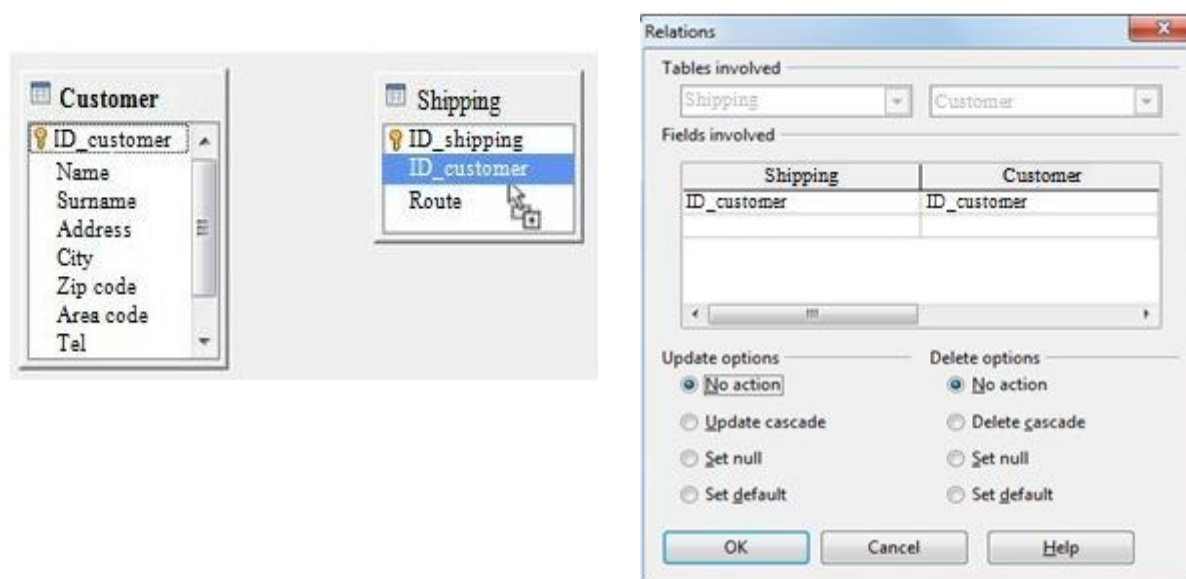 Customer
ID_customer
Name
Surname
Address
City
Zip code
Area code
Tel
Shipping
ID_shipping
ID_customer
Route
Relations
Tables involved
Shipping Customer
Fields involved
Shipping Customer
ID_customer ID_customer
Update options Delete options
No action No action
Update cascade Delete cascade
Set null Set null
Set default Set default
OK Cancel Help